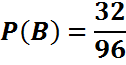 P(B) = 32/96